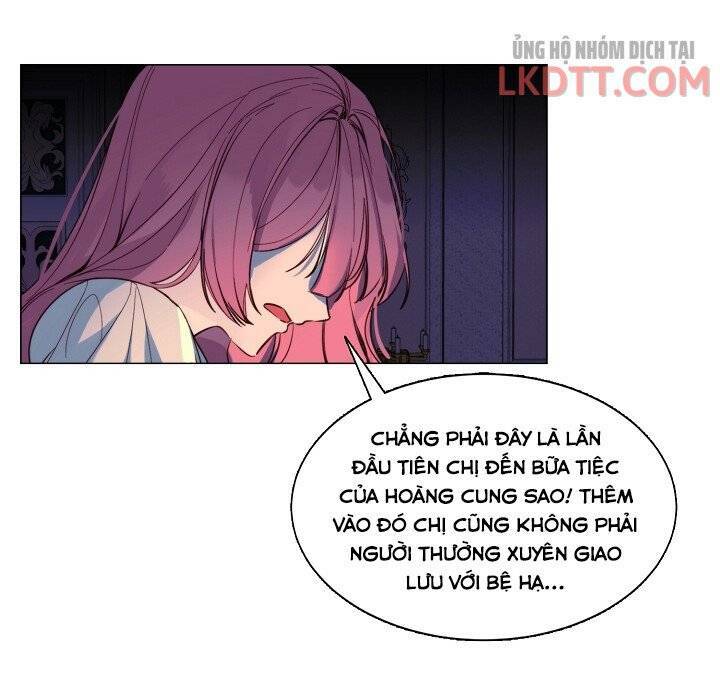 ỦNG HỘ NHÓM DỊCH TẠI
LKDTT.COM
CHẲNG PHẢI ĐÂY LÀ LẦN
ĐẦU TIÊN CHỊ ĐẾN BỮA TIỆC
CỦA HOÀNG CUNG SAO! THÊM
VÀO ĐÓ CHỊ CŨNG KHÔNG PHẢI
NGƯỜI THƯỜNG XUYÊN GIAO
LƯU VỚI BỆ HẠ...